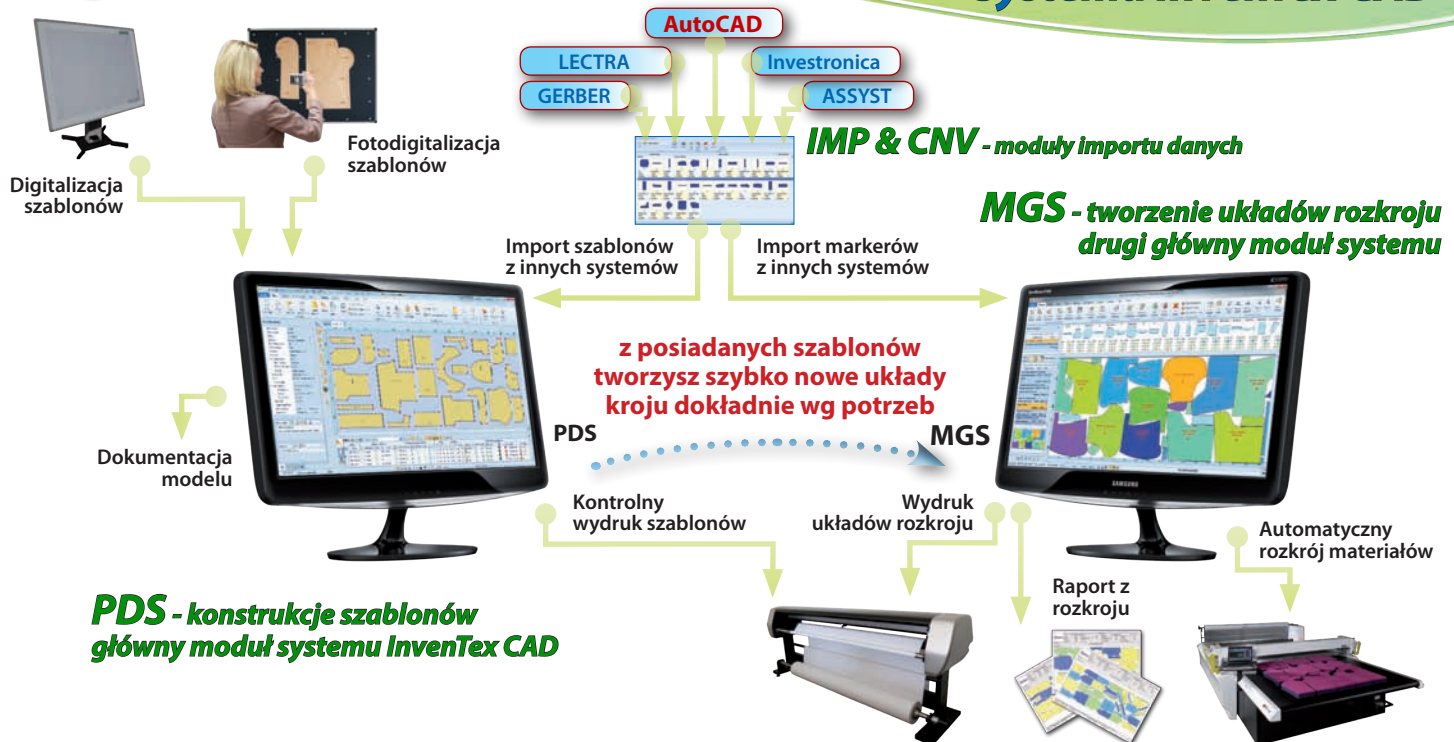 systemu InvenTex CAD
AutoCAD
LECTRA
Investronica
GERBER
ASSYST
IMP & CNV - moduły importu danych
Fotodigitalizacja
szablonów
Digitalizacja
szablonów
MGS - tworzenie układów rozkroju
drugi główny moduł systemu
Import szablonów
z innych systemów
Import markerów
z innych systemów
z posiadanych szablonów
tworzysz szybko nowe układy
kroju dokładnie wg potrzeb
PDS
MGS
Dokumentacja
modelu
SAMSUNG
Kontrolny
wydruk szablonów
Wydruk
układów rozkroju
Automatyczny
rozkrój materiałów
Raport z
rozkroju
PDS - konstrukcje szablonów
główny moduł systemu InvenTex CAD